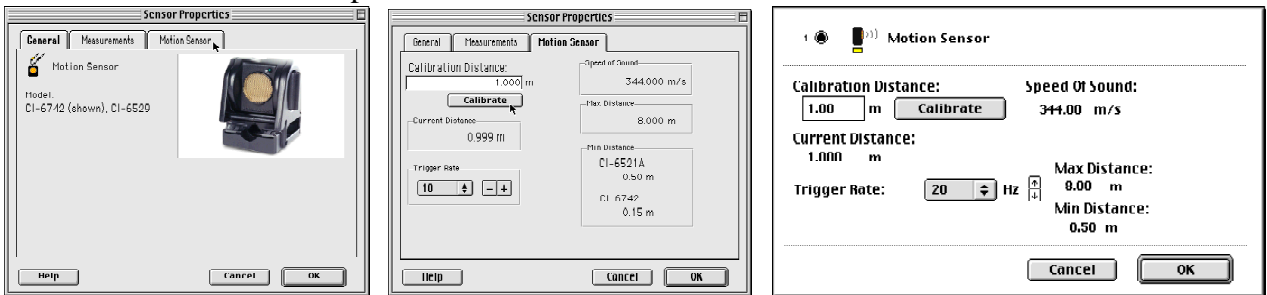 Sensor Properties
General Measurements Motion Sensor
Motion Sensor
Model:
CI-6742 (shown), CI-6529
Help Cancel OK
Sensor Properties
General Measurements Motion Sensor
Calibration Distance:
1.000 m
Calibrate
Current Distance
0.999 m
Trigger Rate
10 - +
Speed of Sound
344.000 m/s
Max. Distance
8.000 m
Min Distance
CI-6521A
0.50 m
CI-6742
0.15 m
Help Cancel OK
1 Motion Sensor
Calibration Distance:
1.00 m Calibrate
Speed Of Sound:
344.00 m/s
Current Distance:
1.000 m
Trigger Rate: 20 Hz
Max Distance:
8.00 m
Min Distance:
0.50 m
Cancel OK